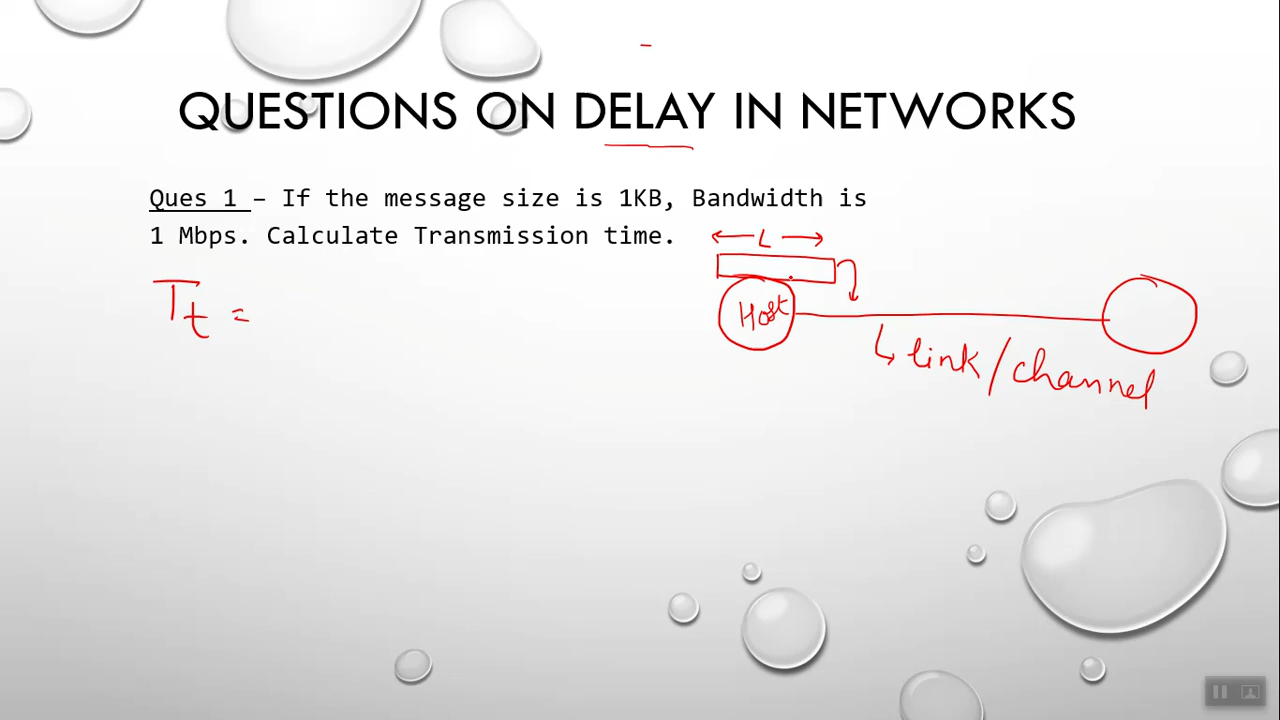 QUESTIONS ON DELAY IN NETWORKS
Ques 1 – If the message size is 1KB, Bandwidth is
1 Mbps. Calculate Transmission time.
L
Tt =
Host
link/channel